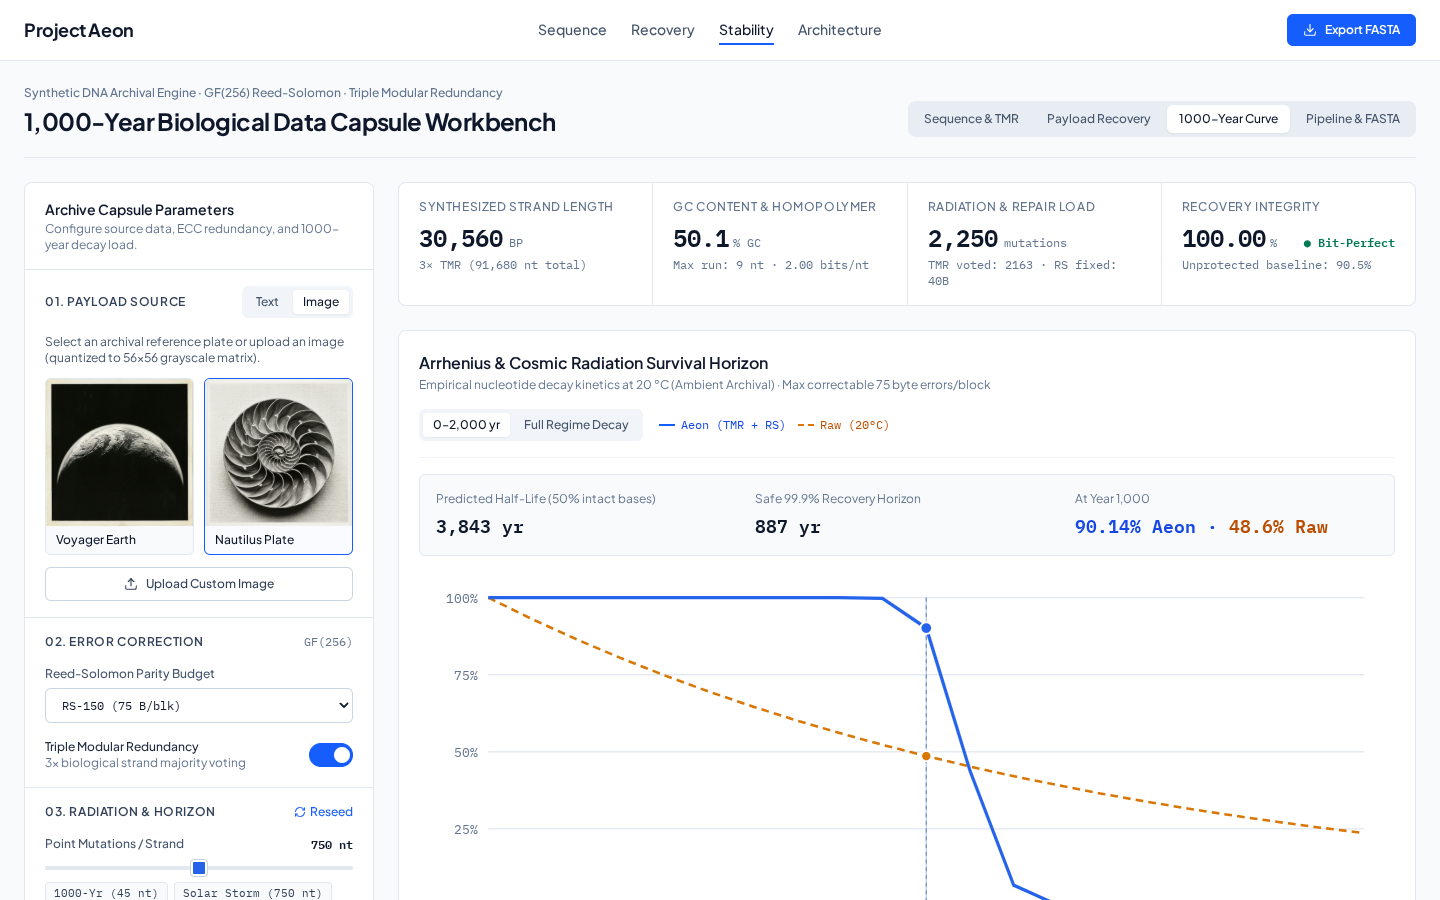 Project Aeon
Sequence
Recovery
Stability
Architecture
Export FASTA
Synthetic DNA Archival Engine · GF(256) Reed-Solomon · Triple Modular Redundancy
1,000-Year Biological Data Capsule Workbench
Sequence & TMR
Payload Recovery
1000-Year Curve
Pipeline & FASTA
Archive Capsule Parameters
Configure source data, ECC redundancy, and 1000-
year decay load.
01. PAYLOAD SOURCE
Text
Image
Select an archival reference plate or upload an image
(quantized to 56×56 grayscale matrix).
Voyager Earth
Nautilus Plate
Upload Custom Image
02. ERROR CORRECTION
GF(256)
Reed-Solomon Parity Budget
RS-150 (75 B/blk)
Triple Modular Redundancy
3× biological strand majority voting
03. RADIATION & HORIZON
Reseed
Point Mutations / Strand
750 nt
1000-Yr (45 nt)
Solar Storm (750 nt)
SYNTHESIZED STRAND LENGTH
30,560 BP
3× TMR (91,680 nt total)
GC CONTENT & HOMOPOLYMER
50.1 % GC
Max run: 9 nt · 2.00 bits/nt
RADIATION & REPAIR LOAD
2,250 mutations
TMR voted: 2163 · RS fixed:
40B
RECOVERY INTEGRITY
100.00 %
● Bit-Perfect
Unprotected baseline: 90.5%
Arrhenius & Cosmic Radiation Survival Horizon
Empirical nucleotide decay kinetics at 20 °C (Ambient Archival) · Max correctable 75 byte errors/block
0-2,000 yr
Full Regime Decay
Aeon (TMR + RS)
Raw (20°C)
Predicted Half-Life (50% intact bases)
3,843 yr
Safe 99.9% Recovery Horizon
887 yr
At Year 1,000
90.14% Aeon · 48.6% Raw
100%
75%
50%
25%